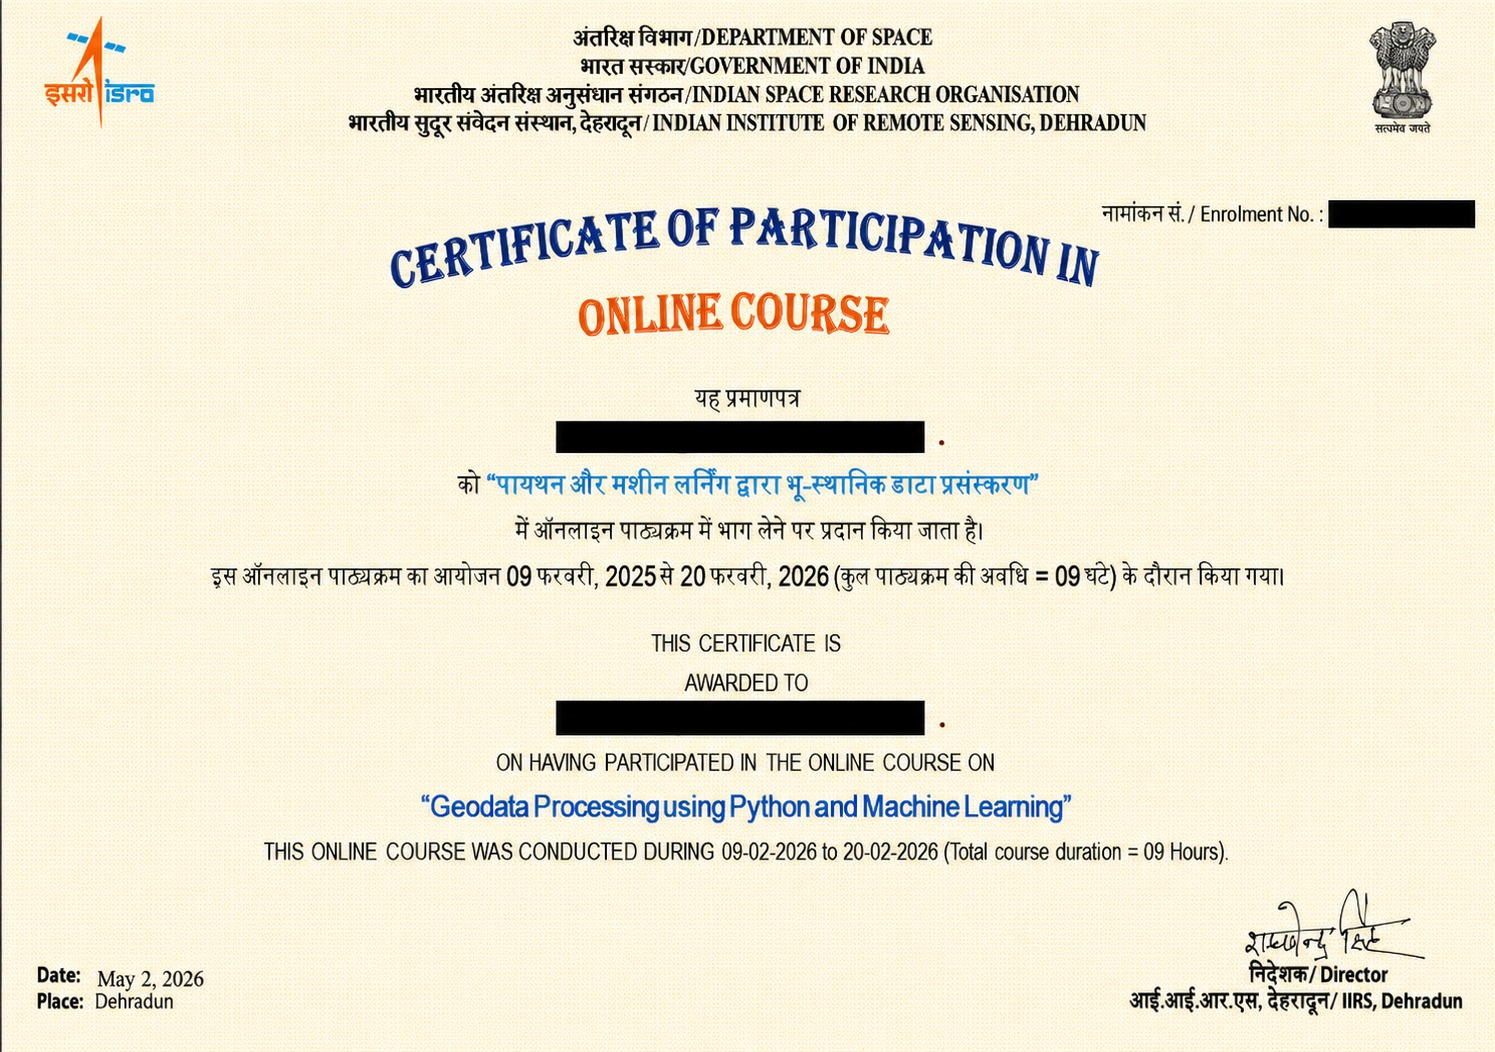 इसरो isro
अंतरिक्ष विभाग/DEPARTMENT OF SPACE
भारत सरकार/GOVERNMENT OF INDIA
भारतीय अंतरिक्ष अनुसंधान संगठन/INDIAN SPACE RESEARCH ORGANISATION
भारतीय सुदूर संवेदन संस्थान, देहरादून/ INDIAN INSTITUTE OF REMOTE SENSING, DEHRADUN
सत्यमेव जयते
नामांकन सं./ Enrolment No. :
CERTIFICATE OF PARTICIPATION IN
ONLINE COURSE
यह प्रमाणपत्र
.
को “पायथन और मशीन लर्निंग द्वारा भू-स्थानिक डाटा प्रसंस्करण”
में ऑनलाइन पाठ्यक्रम में भाग लेने पर प्रदान किया जाता है।
इस ऑनलाइन पाठ्यक्रम का आयोजन 09 फरवरी, 2025 से 20 फरवरी, 2026 (कुल पाठ्यक्रम की अवधि = 09 घंटे) के दौरान किया गया।
THIS CERTIFICATE IS
AWARDED TO
.
ON HAVING PARTICIPATED IN THE ONLINE COURSE ON
“Geodata Processing using Python and Machine Learning”
THIS ONLINE COURSE WAS CONDUCTED DURING 09-02-2026 to 20-02-2026 (Total course duration = 09 Hours).
Date: May 2, 2026
Place: Dehradun
निदेशक/ Director
आई.आई.आर.एस, देहरादून/ IIRS, Dehradun